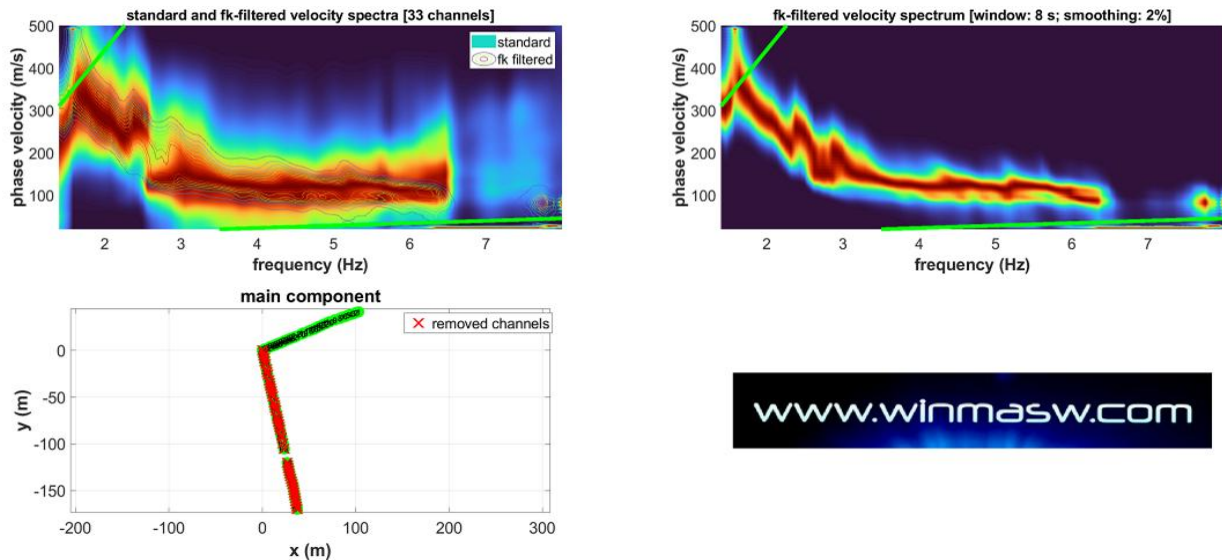 standard and fk-filtered velocity spectra [33 channels]
500
400
300
200
100
phase velocity (m/s)
2 3 4 5 6 7
frequency (Hz)
standard
fk filtered
fk-filtered velocity spectrum [window: 8 s; smoothing: 2%]
500
400
300
200
100
phase velocity (m/s)
2 3 4 5 6 7
frequency (Hz)
main component
removed channels
0
-50
-100
-150
y (m)
-200 -100 0 100 200 300
x (m)
www.winmasw.com